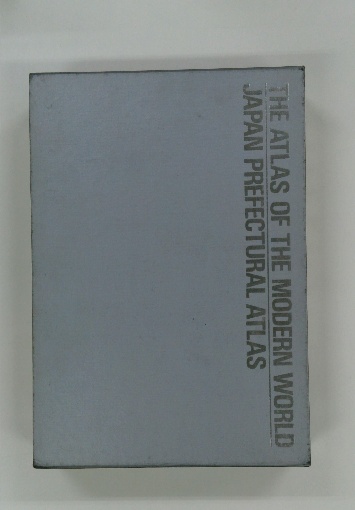 THE ATLAS OF THE MODERN WORLD
JAPAN PREFECTURAL ATLAS